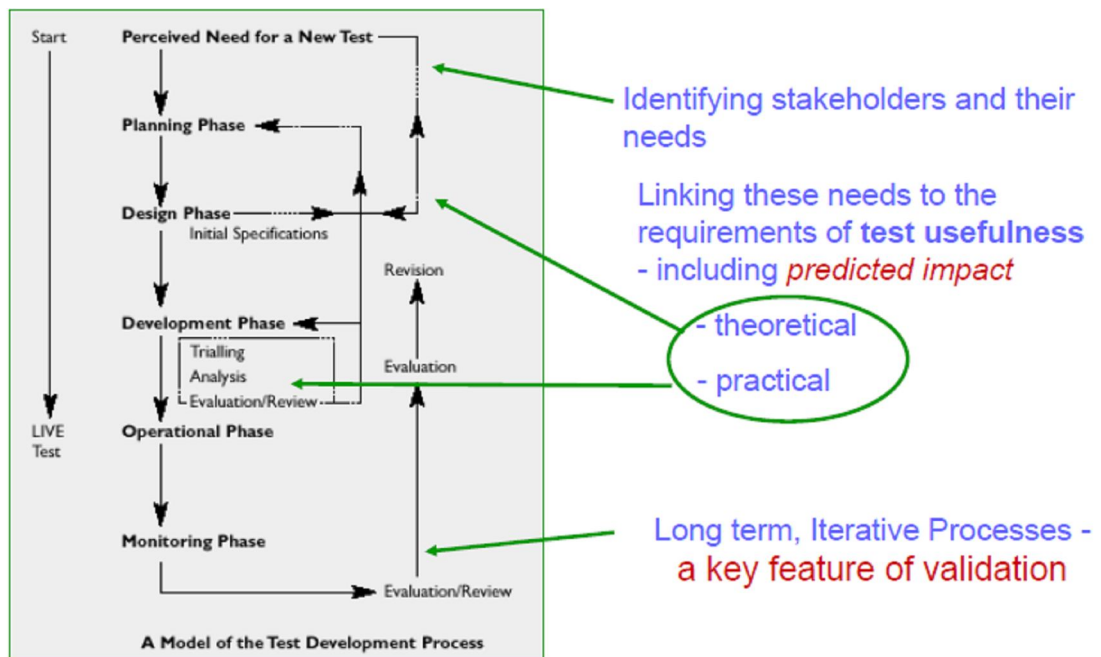 Start
Perceived Need for a New Test
Planning Phase
Design Phase
Initial Specifications
Revision
Development Phase
Trialling
Analysis
Evaluation/Review
Evaluation
LIVE
Test
Operational Phase
Monitoring Phase
Evaluation/Review
A Model of the Test Development Process
Identifying stakeholders and their
needs
Linking these needs to the
requirements of test usefulness
- including predicted impact
- theoretical
- practical
Long term, Iterative Processes -
a key feature of validation